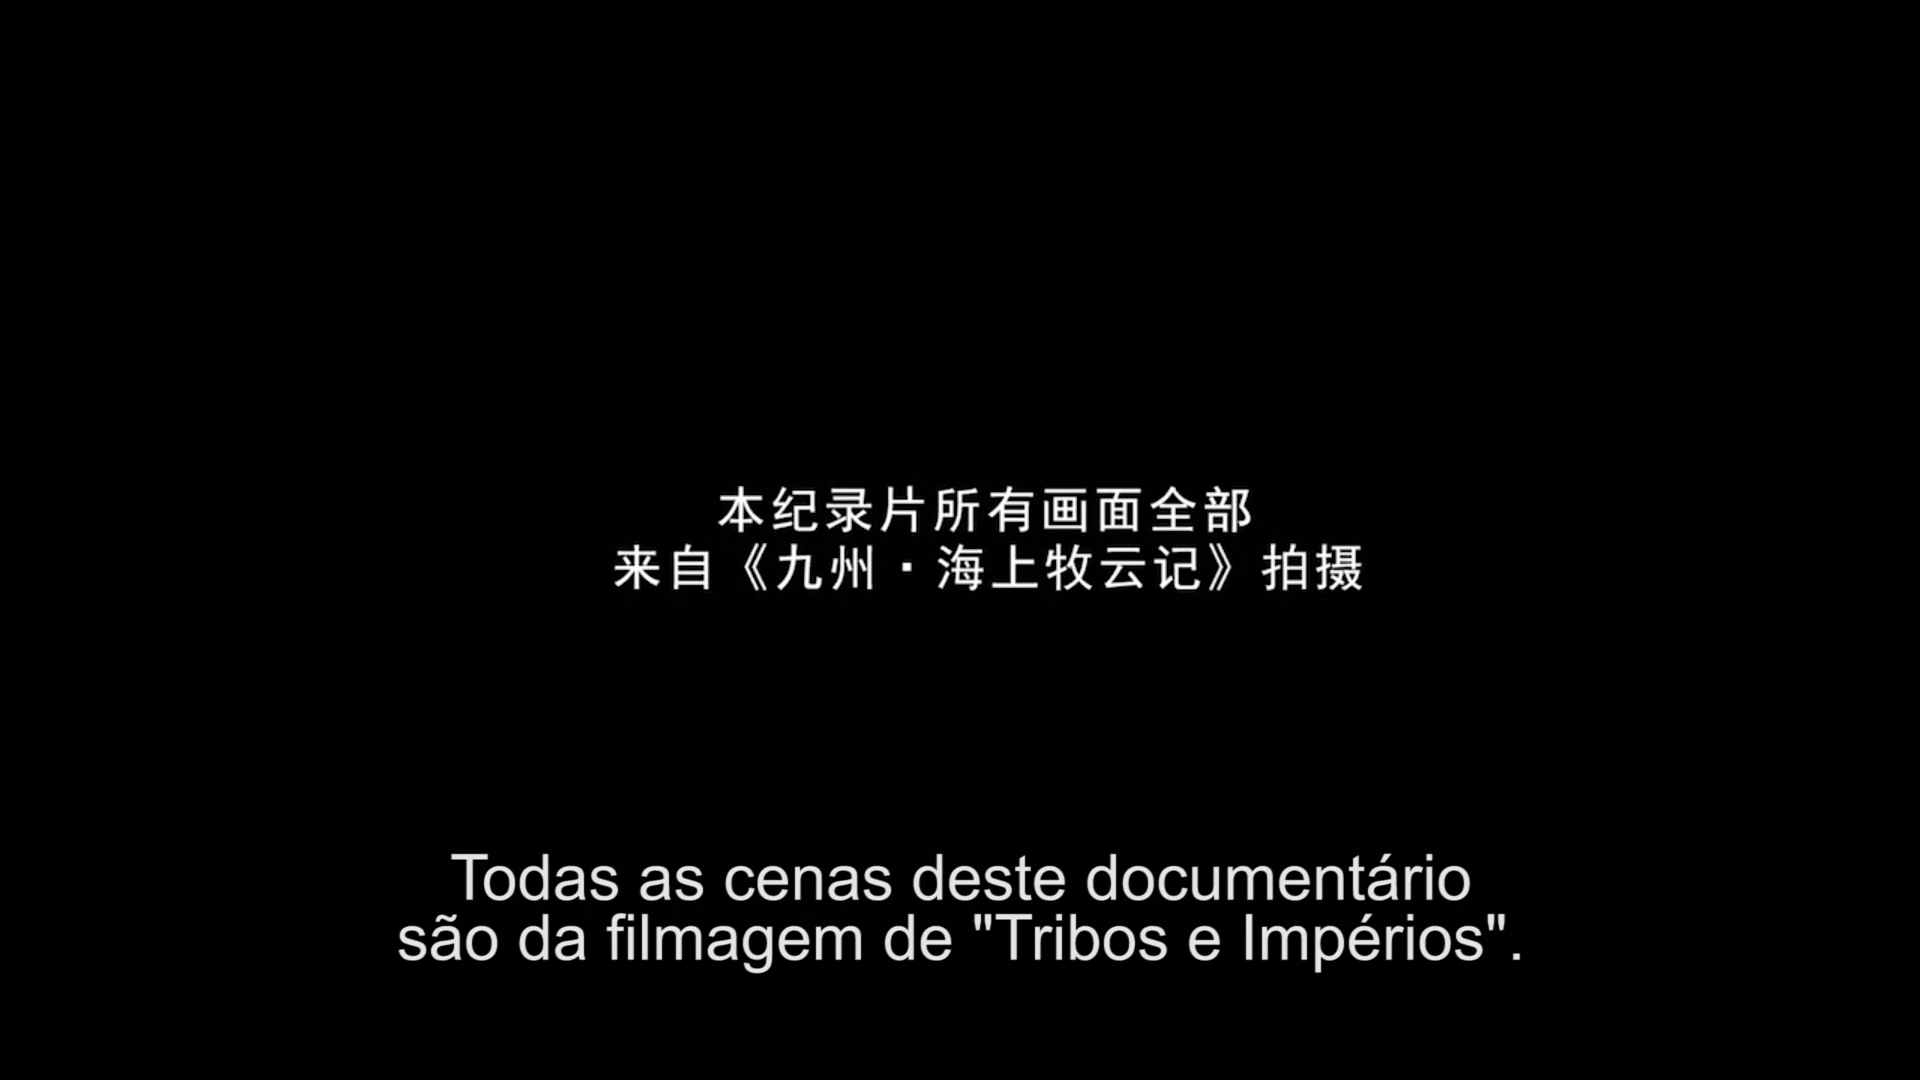 本纪录片所有画面全部
来自《九州·海上牧云记》拍摄
Todas as cenas deste documentário
são da filmagem de "Tribos e Impérios".